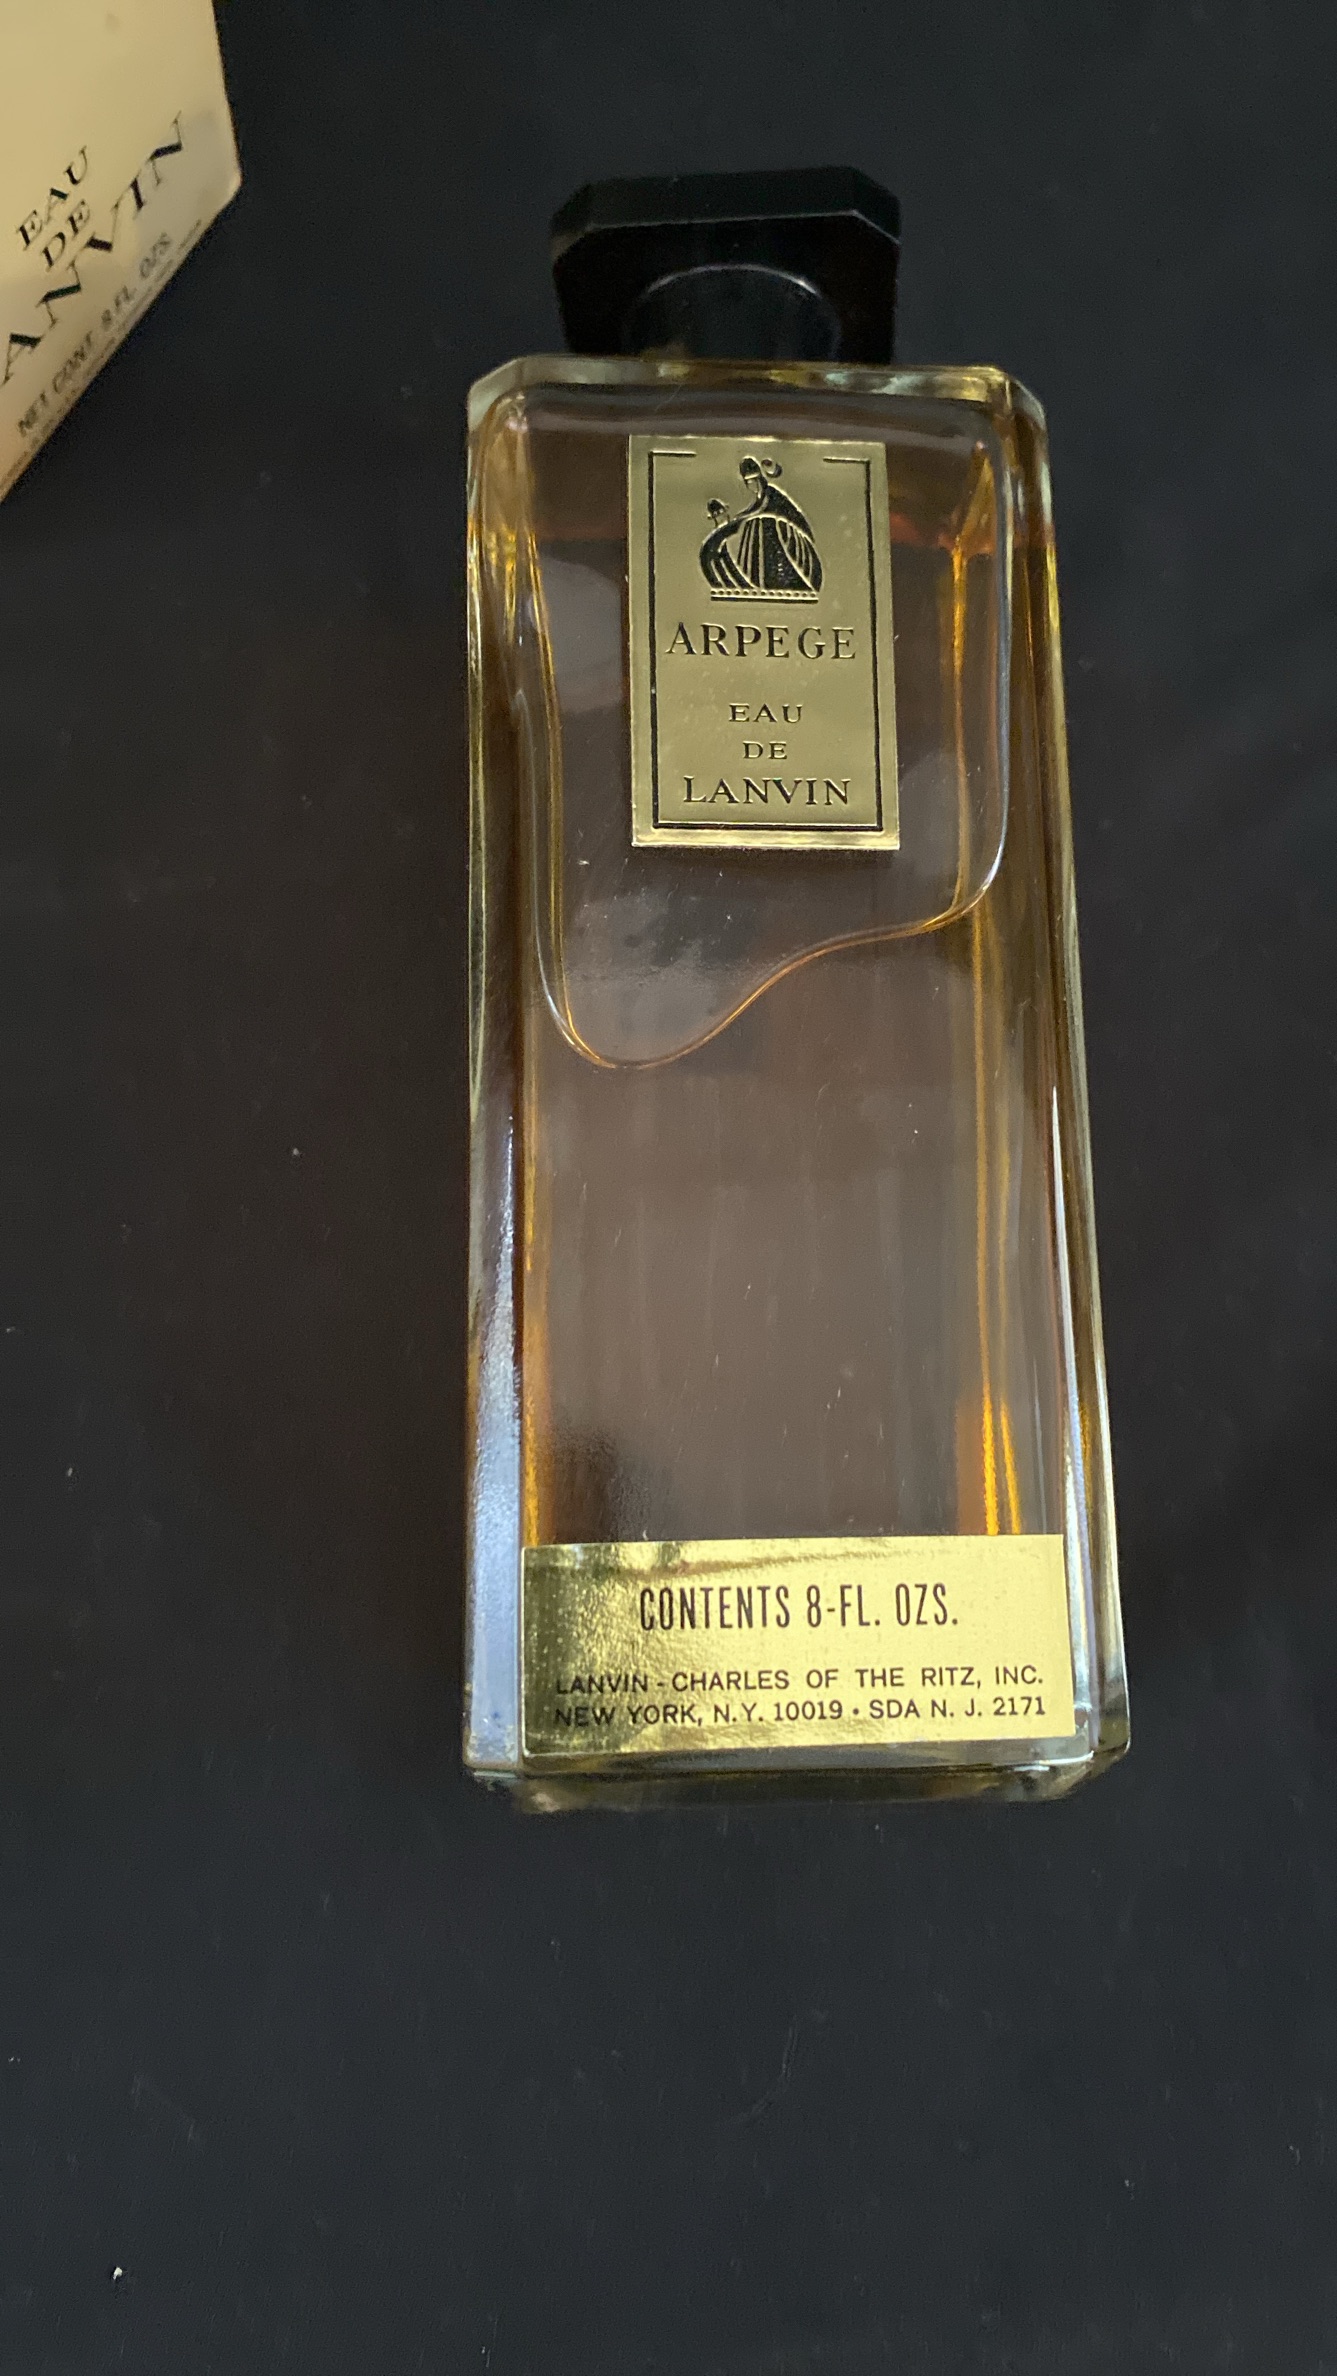 EAU
DE
ANVIN
NET CONT. 8 FL. OZS
ARPEGE
EAU
DE
LANVIN
CONTENTS 8-FL. OZS.
LANVIN - CHARLES OF THE RITZ, INC.
NEW YORK, N.Y. 10019 • SDA N. J. 2171